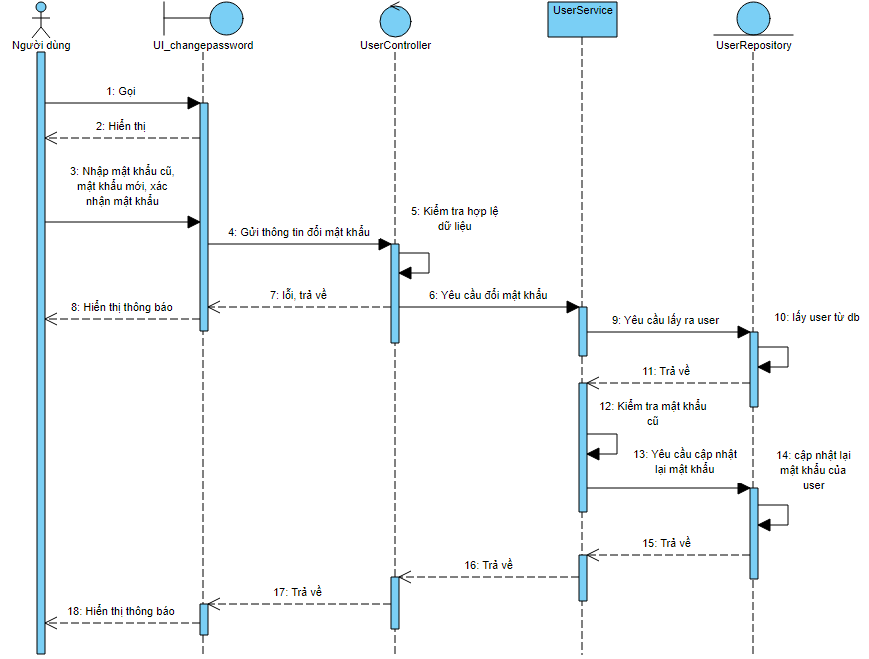 Người dùng
UI_changepassword
UserController
UserService
UserRepository
1: Gọi
2: Hiển thị
3: Nhập mật khẩu cũ,
mật khẩu mới, xác
nhận mật khẩu
4: Gửi thông tin đổi mật khẩu
5: Kiểm tra hợp lệ
dữ liệu
7: lỗi, trả về
6: Yêu cầu đổi mật khẩu
8: Hiển thị thông báo
9: Yêu cầu lấy ra user
10: lấy user từ db
11: Trả về
12: Kiểm tra mật khẩu
cũ
13: Yêu cầu cập nhật
lại mật khẩu
14: cập nhật lại
mật khẩu của
user
15: Trả về
16: Trả về
17: Trả về
18: Hiển thị thông báo